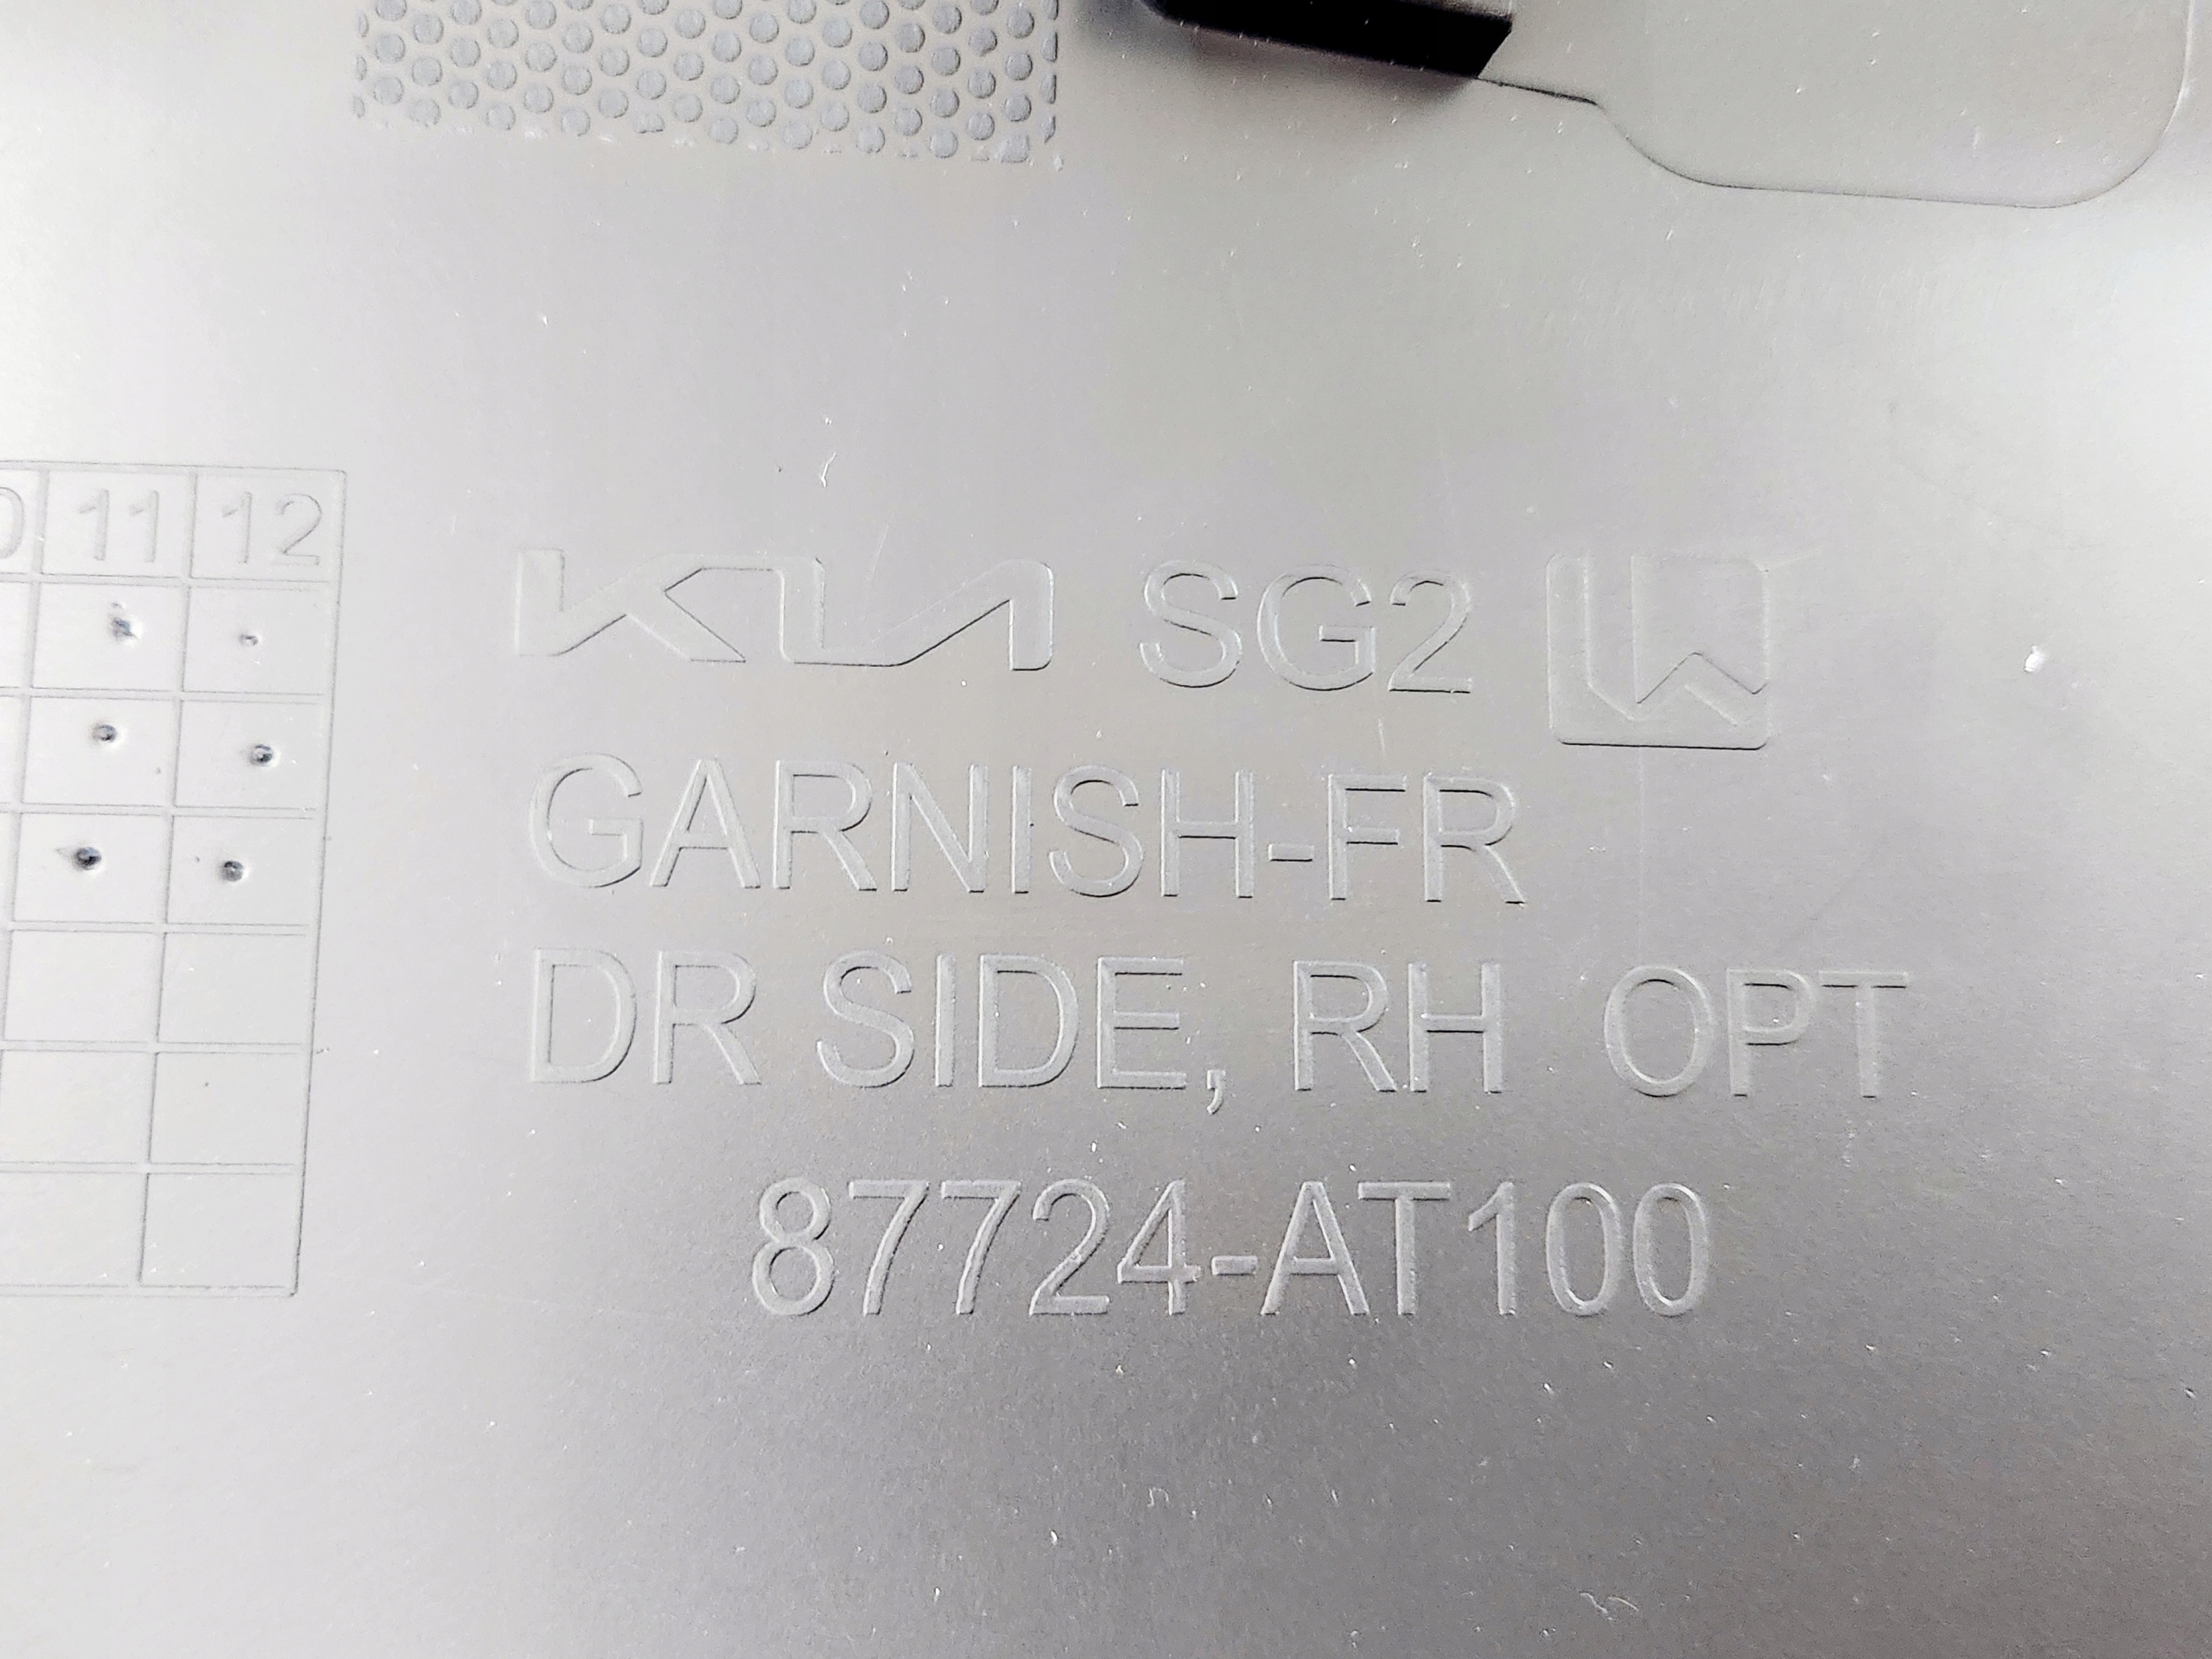 11 12
KIA SG2
GARNISH-FR
DR SIDE, RH OPT
87724-AT100